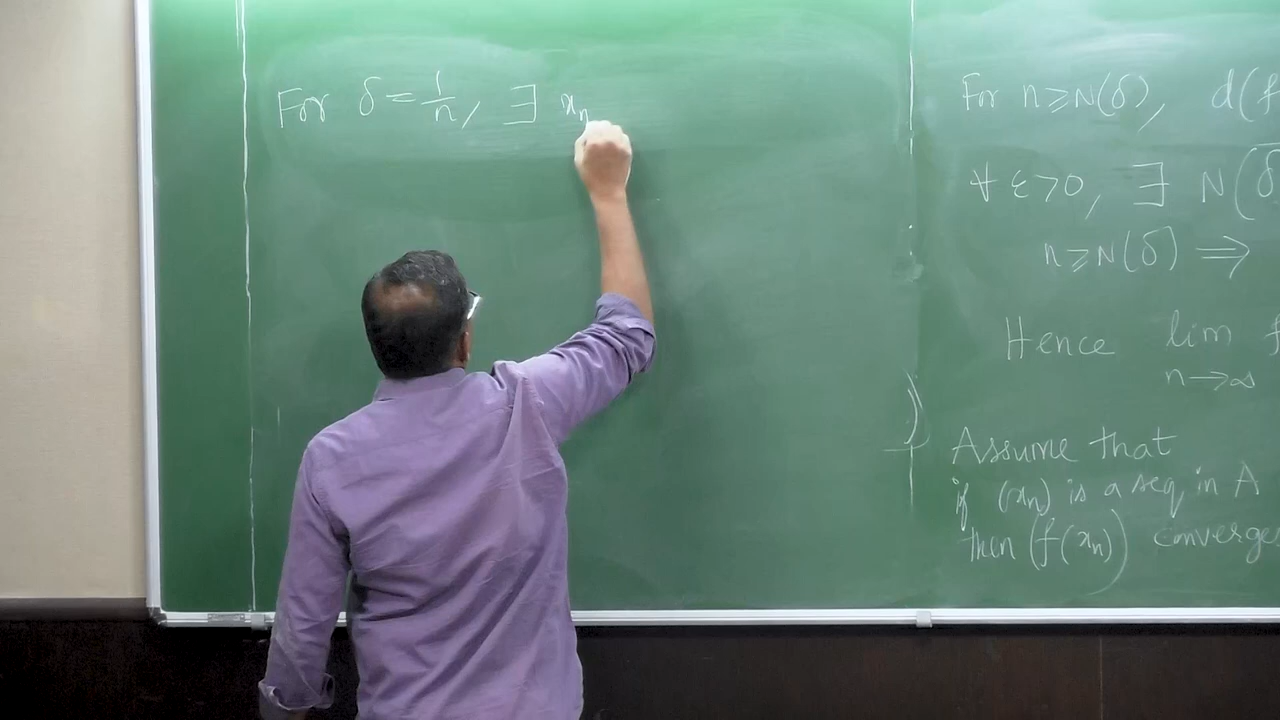 For δ = 1/n, ∃ xn
For n ≥ N(δ), d(f
∀ ε > 0, ∃ N(δ
n ≥ N(δ) ⟹
Hence lim f
n→∞
Assume that
if (xn) is a seq in A
then (f(xn)) converge